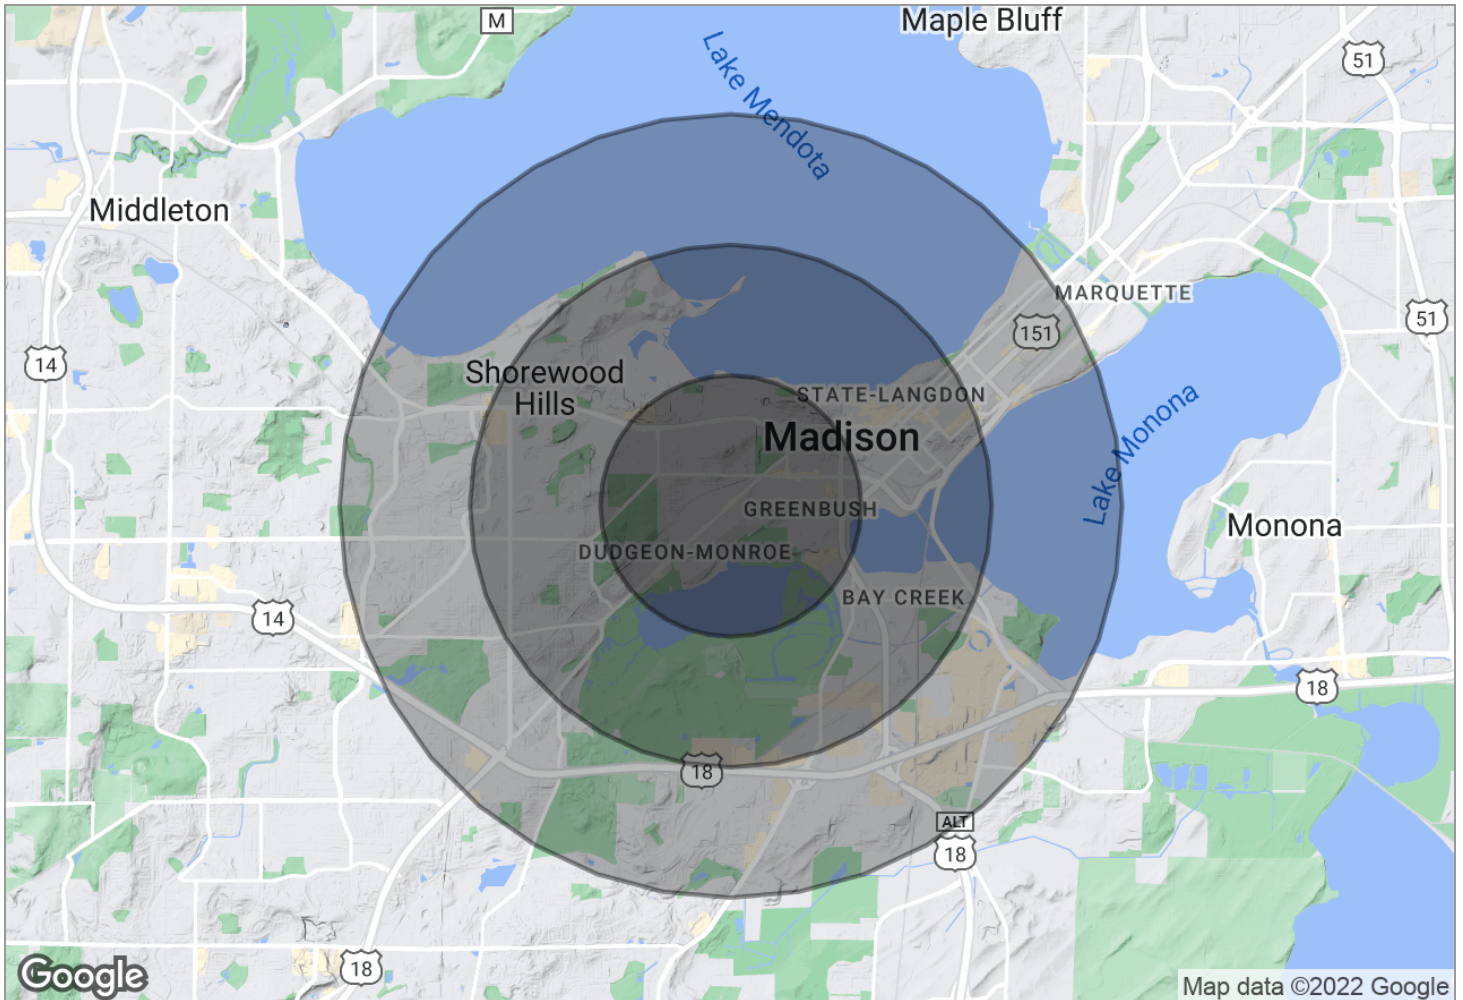 M
Maple Bluff
51
Lake Mendota
Middleton
MARQUETTE
151
51
14
Shorewood
Hills
STATE-LANGDON
Madison
Lake Monona
GREENBUSH
Monona
DUDGEON-MONROE
BAY CREEK
14
18
18
ALT
18
18
Google
Map data ©2022 Google